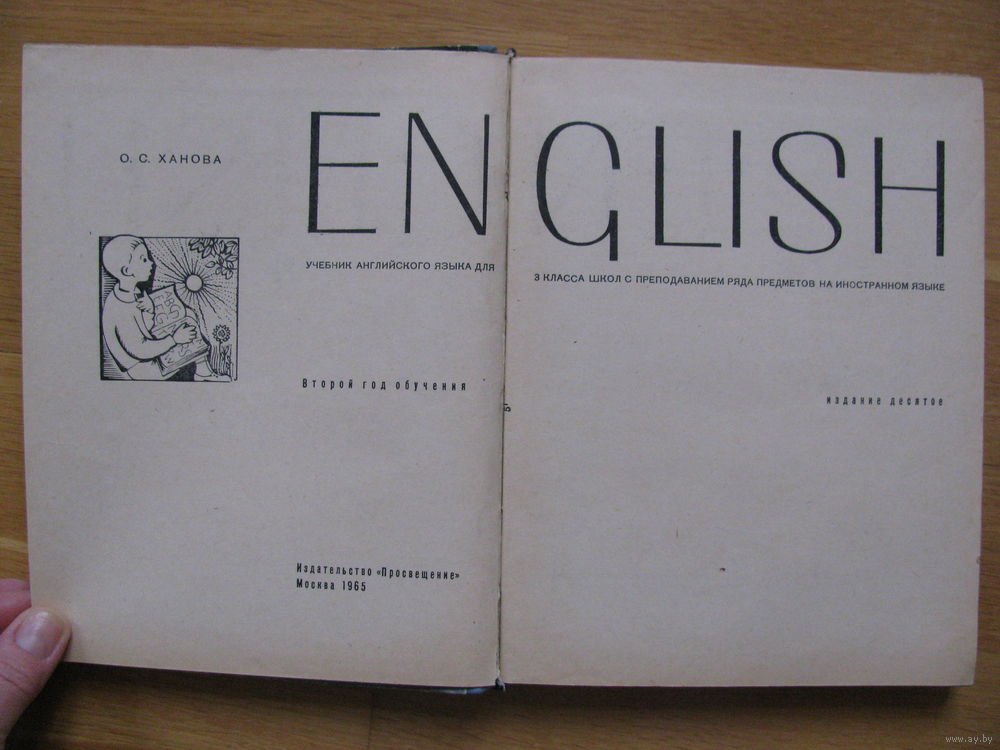 О. С. ХАНОВА
ENGLISH
УЧЕБНИК АНГЛИЙСКОГО ЯЗЫКА ДЛЯ 3 КЛАССА ШКОЛ С ПРЕПОДАВАНИЕМ РЯДА ПРЕДМЕТОВ НА ИНОСТРАННОМ ЯЗЫКЕ
Второй год обучения
издание десятое
Издательство «Просвещение»
Москва 1965
www.ay.by